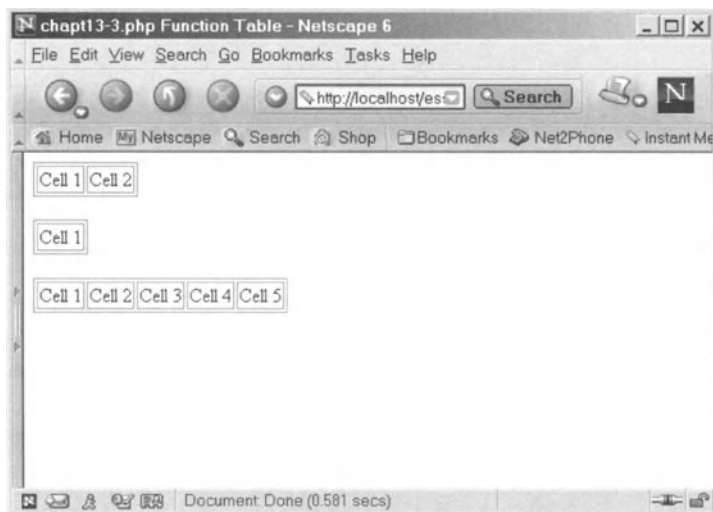 chapt13-3.php Function Table - Netscape 6
File Edit View Search Go Bookmarks Tasks Help
http://localhost/es Search N
Home My Netscape Search Shop Bookmarks Net2Phone Instant Me
Cell 1 Cell 2
Cell 1
Cell 1 Cell 2 Cell 3 Cell 4 Cell 5
Document: Done (0.581 secs)